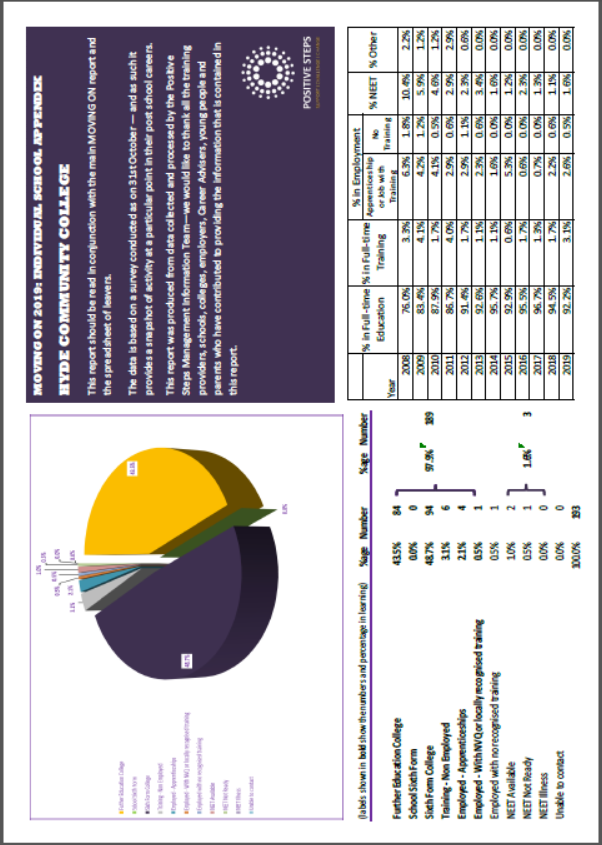 MOVING ON 2019: INDIVIDUAL SCHOOL APPENDIX
HYDE COMMUNITY COLLEGE
This report should be read in conjunction with the main MOVING ON report and
the spreadsheet of leavers.
The data is based on a survey conducted as on 31st October — and as such it
provides a snapshot of activity at a particular point in their post school careers.
This report was produced from data collected and processed by the Positive
Steps Management Information Team—we would like to thank all the training
providers, schools, colleges, employers, Career Advisers, young people and
parents who have contributed to providing the information that is contained in
this report.
POSITIVE STEPS
48.7%
43.5%
Further Education College
School Sixth Form
Sixth Form College
Training - Non Employed
Employed - Apprenticeships
Employed - With NVQ or locally recognised training
Employed with no recognised training
NEET Available
NEET Not Ready
NEET Illness
Unable to contact
(labels shown in bold show the numbers and percentage in learning) %age Number %age Number
Further Education College 43.5% 84
School Sixth Form 0.0% 0
Sixth Form College 48.7% 94 97.9% 189
Training - Non Employed 3.1% 6
Employed - Apprenticeships 2.1% 4
Employed - With NVQ or locally recognised training 0.5% 1
Employed with no recognised training 0.5% 1
NEET Available 1.0% 2
NEET Not Ready 0.5% 1 1.6% 3
NEET Illness 0.0% 0
Unable to contact 0.0% 0
100.0% 193
% in Employment
Year % in Full-time Education % in Full-time Training Apprenticeship or Job with Training No Training % NEET % Other
2008 76.0% 3.3% 6.3% 1.8% 10.4% 2.2%
2009 83.4% 4.1% 4.2% 1.2% 5.9% 1.2%
2010 87.9% 1.7% 4.1% 0.5% 4.6% 1.2%
2011 86.7% 4.0% 2.9% 0.6% 2.9% 2.9%
2012 91.4% 1.7% 2.9% 1.1% 2.3% 0.6%
2013 92.6% 1.1% 2.3% 0.6% 3.4% 0.0%
2014 95.7% 1.1% 1.6% 0.0% 1.6% 0.0%
2015 92.9% 0.6% 5.3% 0.0% 1.2% 0.0%
2016 95.5% 1.7% 0.6% 0.0% 2.3% 0.0%
2017 96.7% 1.3% 0.7% 0.0% 1.3% 0.0%
2018 94.5% 1.7% 2.2% 0.6% 1.1% 0.0%
2019 92.2% 3.1% 2.6% 0.5% 1.6% 0.0%